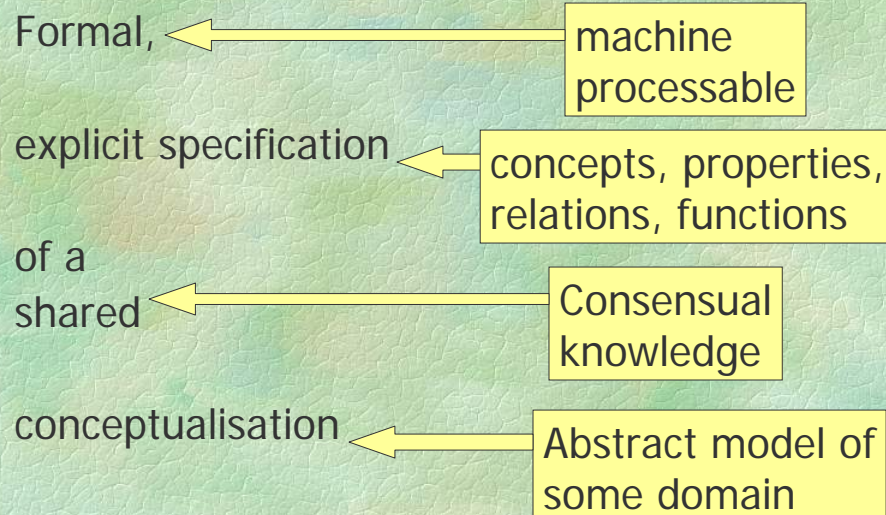 Formal,
machine
processable
explicit specification
concepts, properties,
relations, functions
of a
shared
Consensual
knowledge
conceptualisation
Abstract model of
some domain